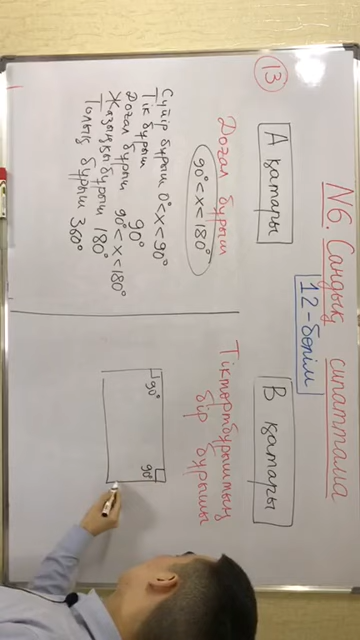 №6. Сандық сипаттама
12-бөлім
13
А қатары
Доғал бұрыш
90°<x<180°
Сүйір бұрыш 0°<x<90°
Тік бұрыш 90°
Доғал бұрыш 90°<x<180°
Жазыңқы бұрыш 180°
Толық бұрыш 360°
В қатары
Тіктөртбұрыштың
бір бұрышы
90°
90°